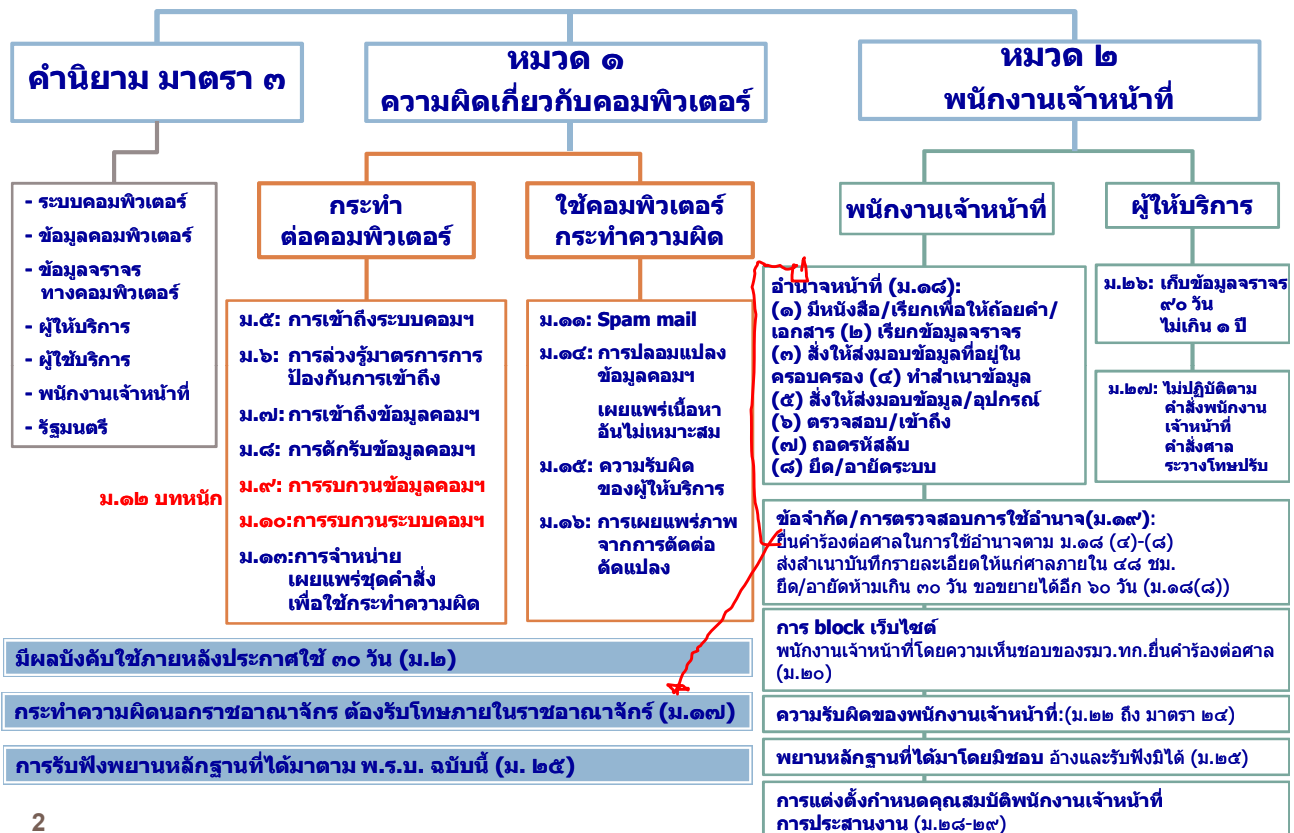 คำนิยาม มาตรา ๓
หมวด ๑
ความผิดเกี่ยวกับคอมพิวเตอร์
หมวด ๒
พนักงานเจ้าหน้าที่
- ระบบคอมพิวเตอร์
- ข้อมูลคอมพิวเตอร์
- ข้อมูลจราจร
ทางคอมพิวเตอร์
- ผู้ให้บริการ
- ผู้ใช้บริการ
- พนักงานเจ้าหน้าที่
- รัฐมนตรี
กระทำ
ต่อคอมพิวเตอร์
ม.๕: การเข้าถึงระบบคอมฯ
ม.๖: การล่วงรู้มาตรการการ
ป้องกันการเข้าถึง
ม.๗: การเข้าถึงข้อมูลคอมฯ
ม.๘: การดักรับข้อมูลคอมฯ
ม.๙: การรบกวนข้อมูลคอมฯ
ม.๑๐:การรบกวนระบบคอมฯ
ม.๑๓:การจำหน่าย
เผยแพร่ชุดคำสั่ง
เพื่อใช้กระทำความผิด
ม.๑๒ บทหนัก
ใช้คอมพิวเตอร์
กระทำความผิด
ม.๑๑: Spam mail
ม.๑๔: การปลอมแปลง
ข้อมูลคอมฯ
เผยแพร่เนื้อหา
อันไม่เหมาะสม
ม.๑๕: ความรับผิด
ของผู้ให้บริการ
ม.๑๖: การเผยแพร่ภาพ
จากการตัดต่อ
ดัดแปลง
พนักงานเจ้าหน้าที่
อำนาจหน้าที่ (ม.๑๘):
(๑) มีหนังสือ/เรียกเพื่อให้ถ้อยคำ/
เอกสาร (๒) เรียกข้อมูลจราจร
(๓) สั่งให้ส่งมอบข้อมูลที่อยู่ใน
ครอบครอง (๔) ทำสำเนาข้อมูล
(๕) สั่งให้ส่งมอบข้อมูล/อุปกรณ์
(๖) ตรวจสอบ/เข้าถึง
(๗) ถอดรหัสลับ
(๘) ยึด/อายัดระบบ
ผู้ให้บริการ
ม.๒๖: เก็บข้อมูลจราจร
๙๐ วัน
ไม่เกิน ๑ ปี
ม.๒๗: ไม่ปฏิบัติตาม
คำสั่งพนักงาน
เจ้าหน้าที่
คำสั่งศาล
ระวางโทษปรับ
ข้อจำกัด/การตรวจสอบการใช้อำนาจ(ม.๑๙):
ยื่นคำร้องต่อศาลในการใช้อำนาจตาม ม.๑๘ (๔)-(๘)
ส่งสำเนาบันทึกรายละเอียดให้แก่ศาลภายใน ๔๘ ชม.
ยึด/อายัดห้ามเกิน ๓๐ วัน ขอขยายได้อีก ๖๐ วัน (ม.๑๘(๘))
การ block เว็บไซต์
พนักงานเจ้าหน้าที่โดยความเห็นชอบของรมว.ทก.ยื่นคำร้องต่อศาล
(ม.๒๐)
ความรับผิดของพนักงานเจ้าหน้าที่:(ม.๒๒ ถึง มาตรา ๒๔)
พยานหลักฐานที่ได้มาโดยมิชอบ อ้างและรับฟังมิได้ (ม.๒๕)
การแต่งตั้งกำหนดคุณสมบัติพนักงานเจ้าหน้าที่
การประสานงาน (ม.๒๘-๒๙)
มีผลบังคับใช้ภายหลังประกาศใช้ ๓๐ วัน (ม.๒)
กระทำความผิดนอกราชอาณาจักร ต้องรับโทษภายในราชอาณาจักร์ (ม.๑๗)
การรับฟังพยานหลักฐานที่ได้มาตาม พ.ร.บ. ฉบับนี้ (ม. ๒๕)
2